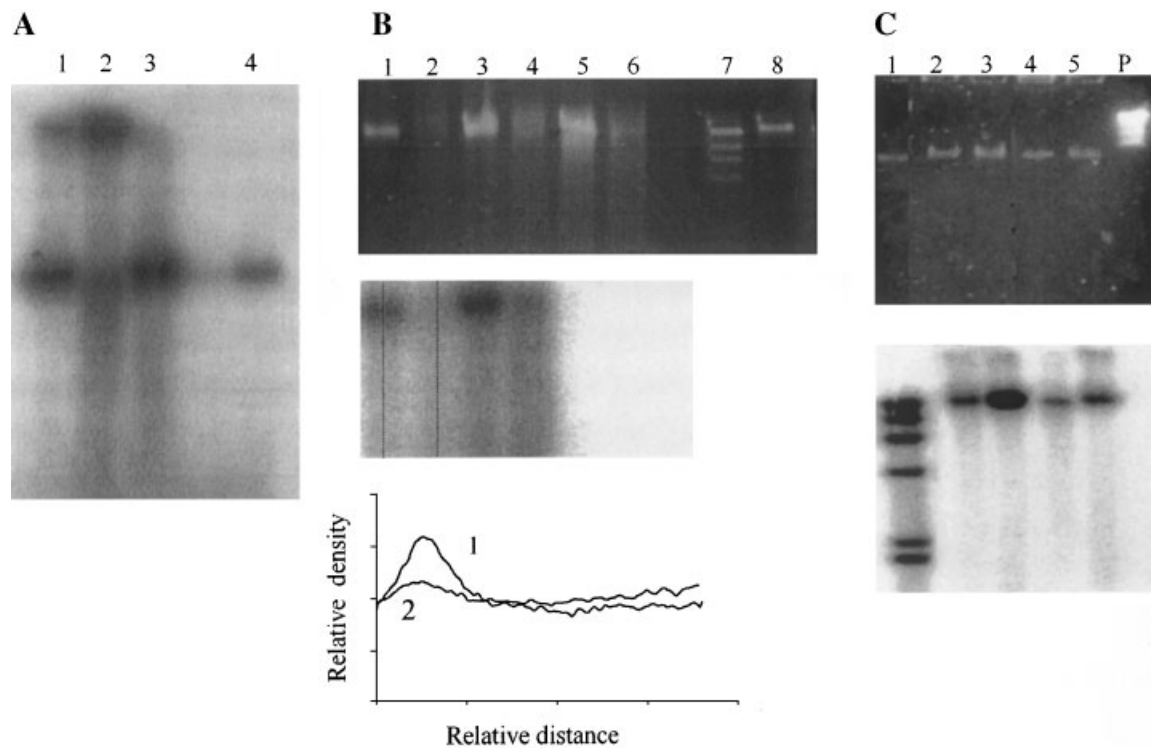 A
1 2 3 4
B
1 2 3 4 5 6 7 8
Relative density
1
2
Relative distance
C
1 2 3 4 5 P